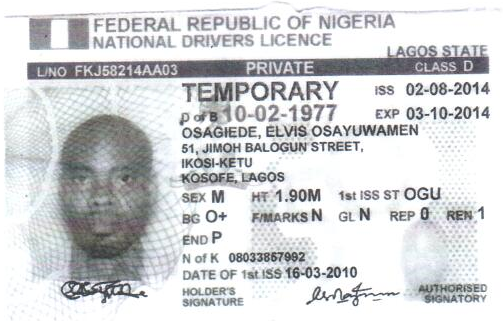 FEDERAL REPUBLIC OF NIGERIA
NATIONAL DRIVERS LICENCE
LAGOS STATE
L/NO FKJ58214AA03 PRIVATE CLASS D
TEMPORARY ISS 02-08-2014
D of B 10-02-1977 EXP 03-10-2014
OSAGIEDE, ELVIS OSAYUWAMEN
51, JIMOH BALOGUN STREET,
IKOSI-KETU
KOSOFE, LAGOS
SEX M HT 1.90M 1st ISS ST OGU
BG O+ F/MARKS N GL N REP 0 REN 1
END P
N of K 08033857992
DATE OF 1st ISS 16-03-2010
HOLDER'S
SIGNATURE
AUTHORISED
SIGNATORY